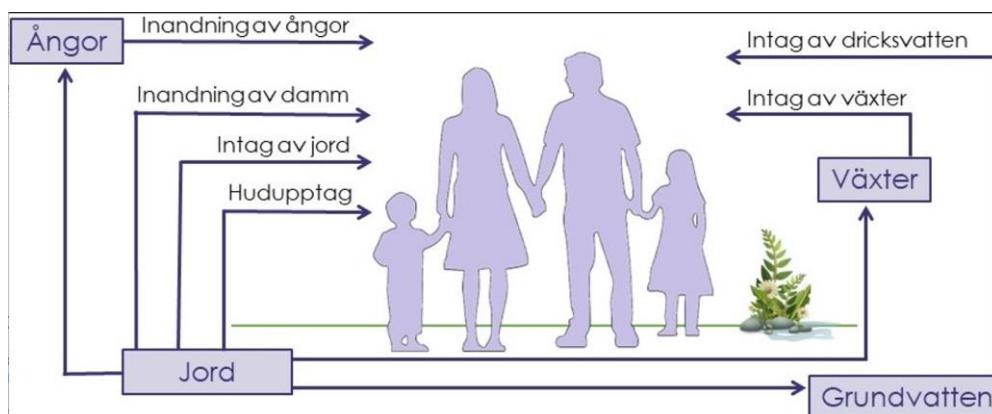 Ångor
Inandning av ångor
Inandning av damm
Intag av jord
Hudupptag
Intag av dricksvatten
Intag av växter
Växter
Jord
Grundvatten